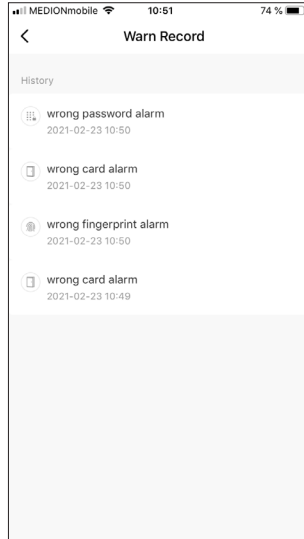 MEDIONmobile 10:51 74 %
Warn Record
History
wrong password alarm
2021-02-23 10:50
wrong card alarm
2021-02-23 10:50
wrong fingerprint alarm
2021-02-23 10:50
wrong card alarm
2021-02-23 10:49